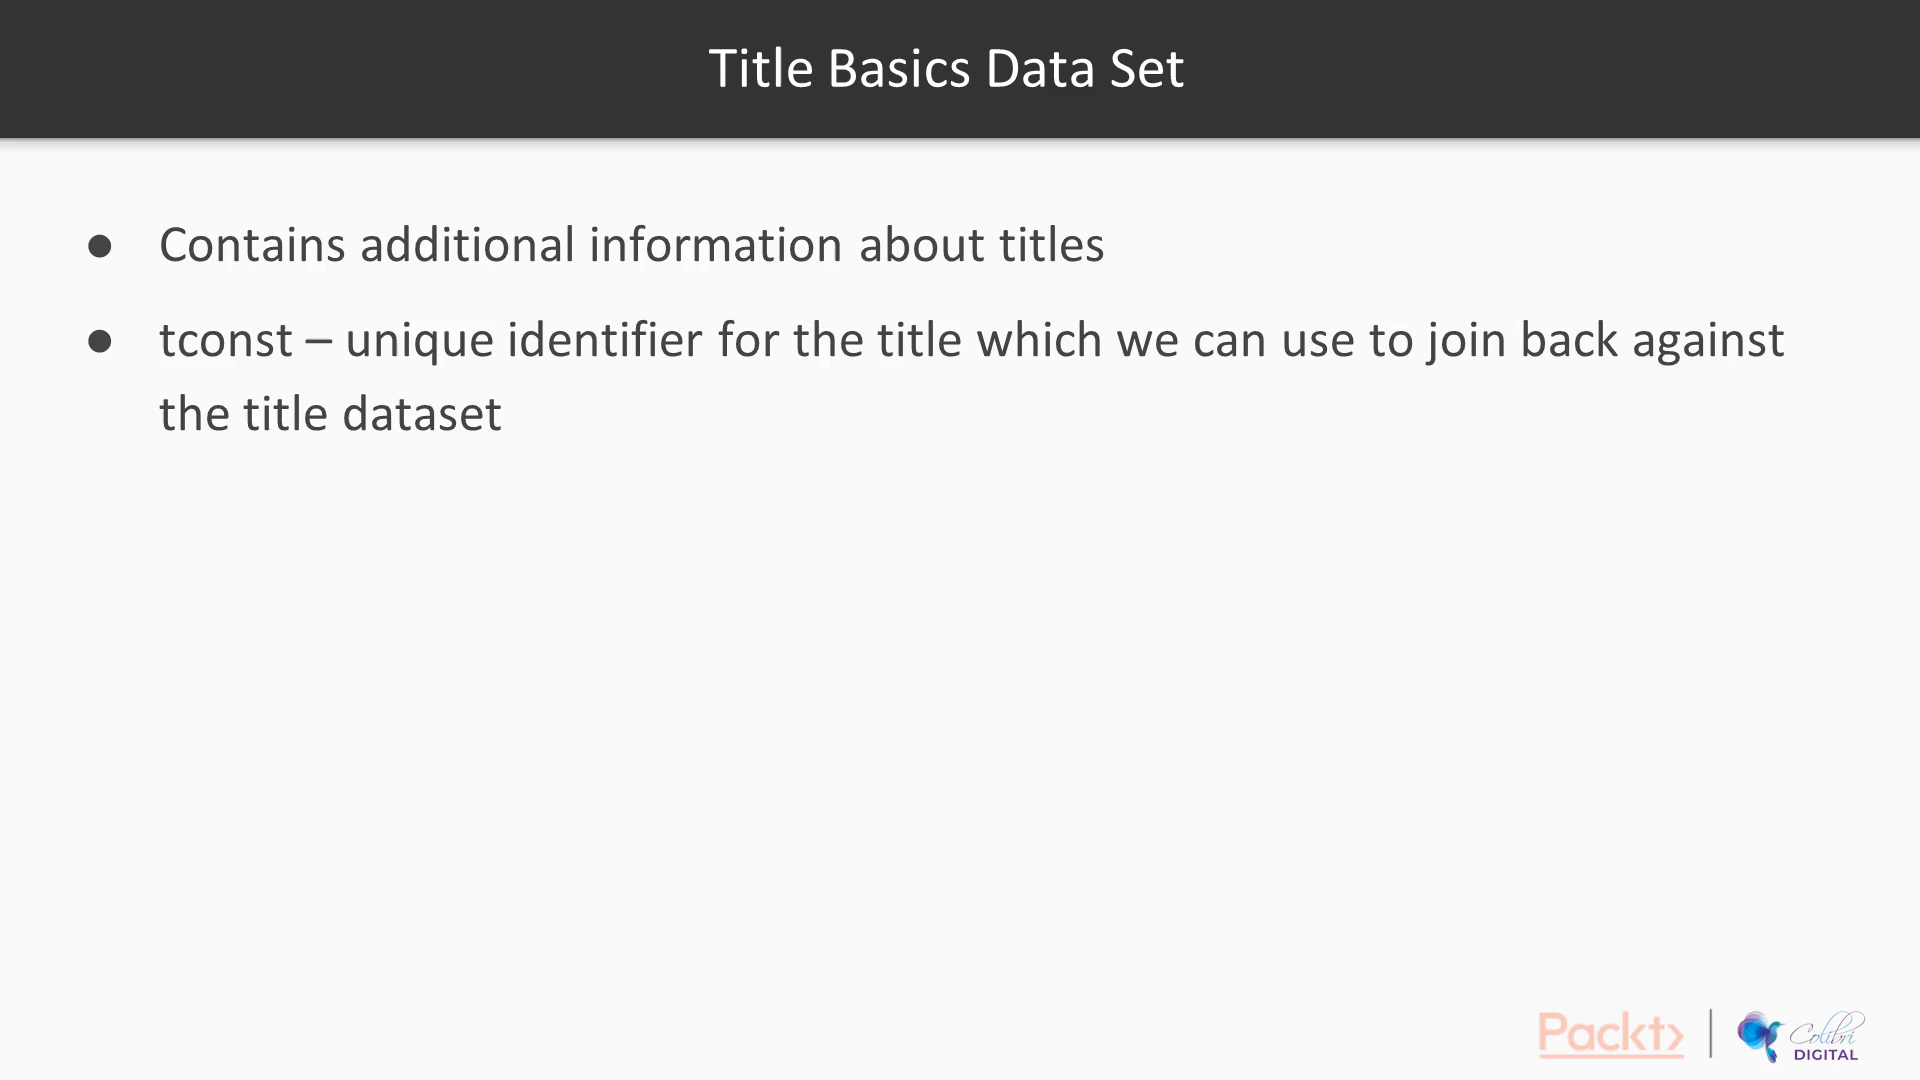 Title Basics Data Set
● Contains additional information about titles
● tconst – unique identifier for the title which we can use to join back against
the title dataset
Packt>
Colibri
DIGITAL